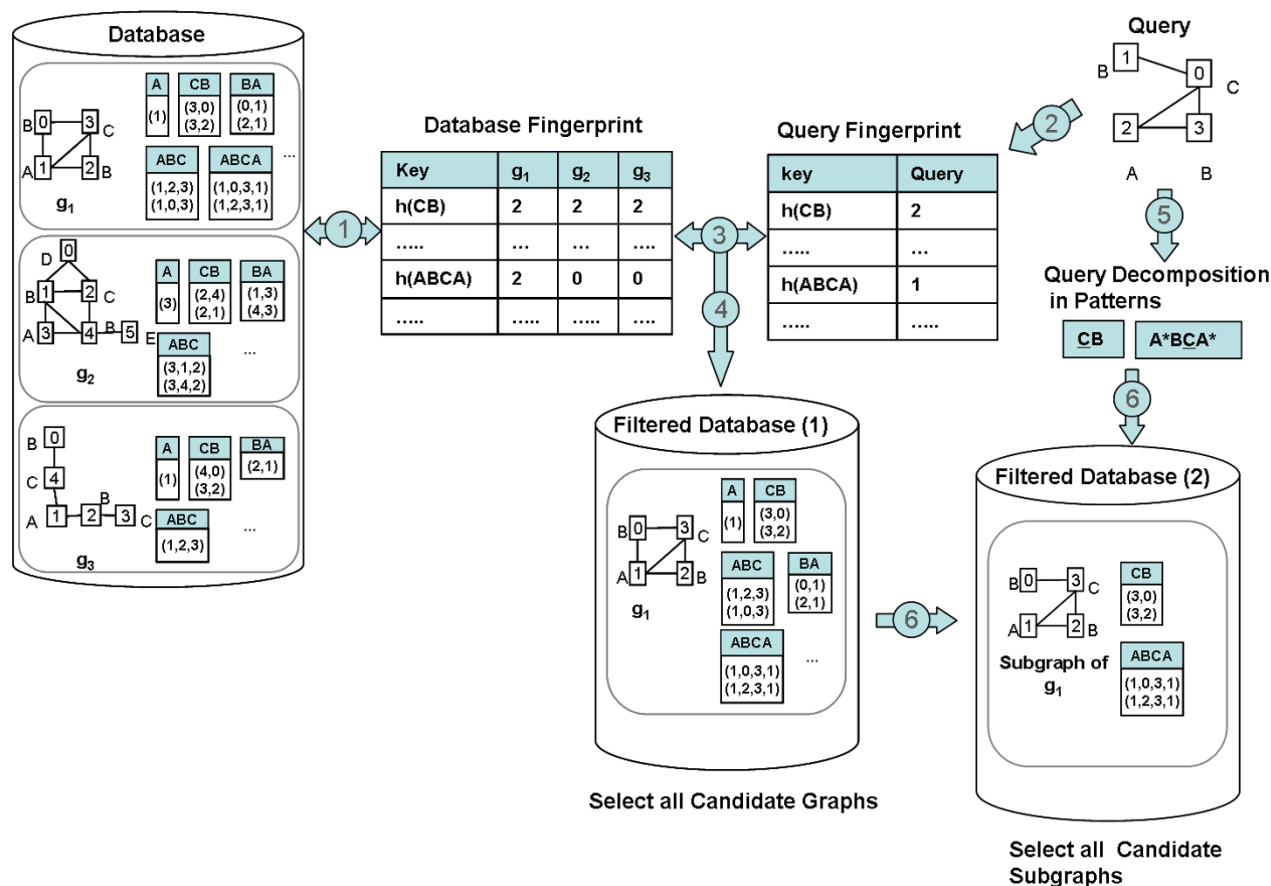 Database
A CB BA
(1) (3,0) (0,1)
(3,2) (2,1)
B 0 3 C
A 1 2 B
g1
ABC ABCA ...
(1,2,3) (1,0,3,1)
(1,0,3) (1,2,3,1)
D 0
B 1 2 C
A 3 4 B 5 E
g2
A CB BA
(3) (2,4) (1,3)
(2,1) (4,3)
ABC ...
(3,1,2)
(3,4,2)
B 0
C 4
A 1 2 B 3 C
g3
A CB BA
(1) (4,0) (2,1)
(3,2)
ABC ...
(1,2,3)
1
Database Fingerprint
Key g1 g2 g3
h(CB) 2 2 2
..... ... ... ....
h(ABCA) 2 0 0
..... ..... ..... ....
3
4
Query Fingerprint
key Query
h(CB) 2
..... ...
h(ABCA) 1
..... .....
2
Query
B 1 0 C
2 3
A B
5
Query Decomposition
in Patterns
CB A*BCA*
6
Filtered Database (1)
A CB
(1) (3,0)
(3,2)
B 0 3 C
A 1 2 B
g1
ABC BA
(1,2,3) (0,1)
(1,0,3) (2,1)
ABCA ...
(1,0,3,1)
(1,2,3,1)
Select all Candidate Graphs
6
Filtered Database (2)
B 0 3 C
A 1 2 B
Subgraph of
g1
CB
(3,0)
(3,2)
ABCA
(1,0,3,1)
(1,2,3,1)
Select all Candidate
Subgraphs